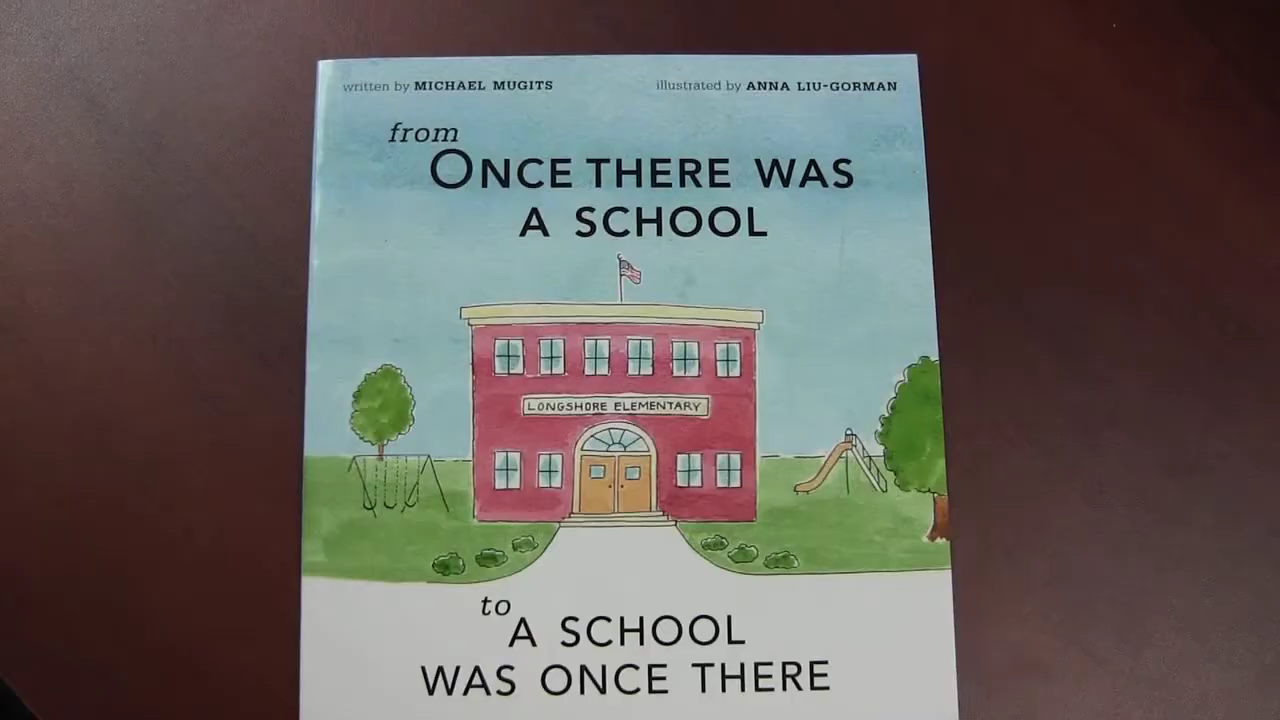 written by MICHAEL MUGITS illustrated by ANNA LIU-GORMAN
from
ONCE THERE WAS
A SCHOOL
LONGSHORE ELEMENTARY
to
A SCHOOL
WAS ONCE THERE